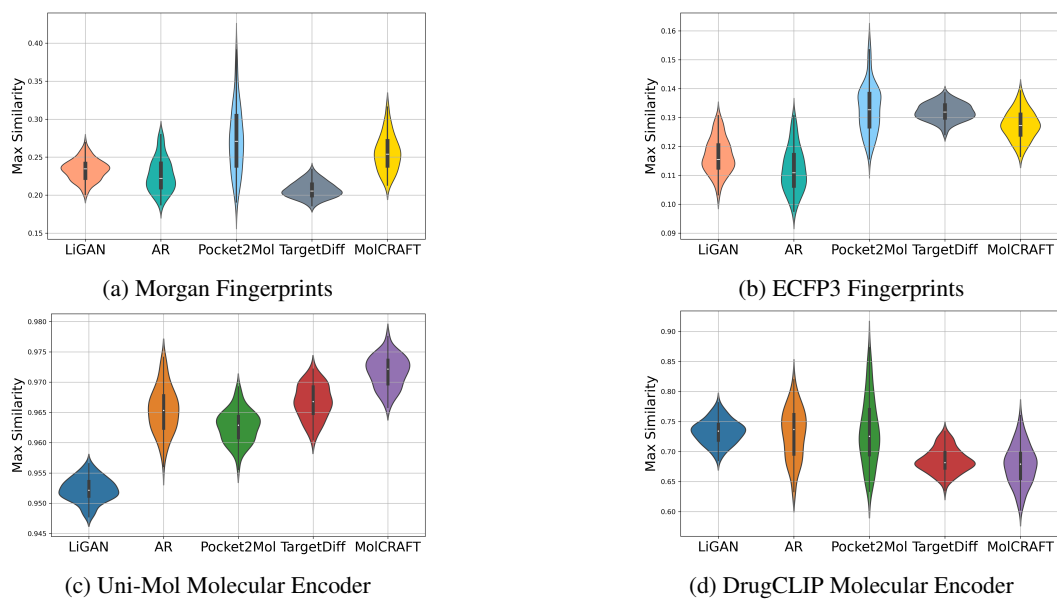 0.40
0.35
0.30
0.25
0.20
0.15
Max Similarity
LiGAN AR Pocket2Mol TargetDiff MolCRAFT
(a) Morgan Fingerprints
0.16
0.15
0.14
0.13
0.12
0.11
0.10
0.09
Max Similarity
LiGAN AR Pocket2Mol TargetDiff MolCRAFT
(b) ECFP3 Fingerprints
0.980
0.975
0.970
0.965
0.960
0.955
0.950
0.945
Max Similarity
LiGAN AR Pocket2Mol TargetDiff MolCRAFT
(c) Uni-Mol Molecular Encoder
0.90
0.85
0.80
0.75
0.70
0.65
0.60
Max Similarity
LiGAN AR Pocket2Mol TargetDiff MolCRAFT
(d) DrugCLIP Molecular Encoder